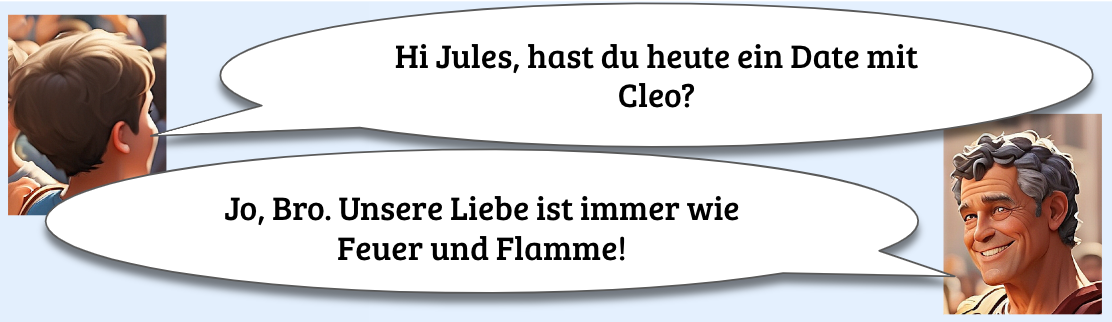 Hi Jules, hast du heute ein Date mit
Cleo?
Jo, Bro. Unsere Liebe ist immer wie
Feuer und Flamme!